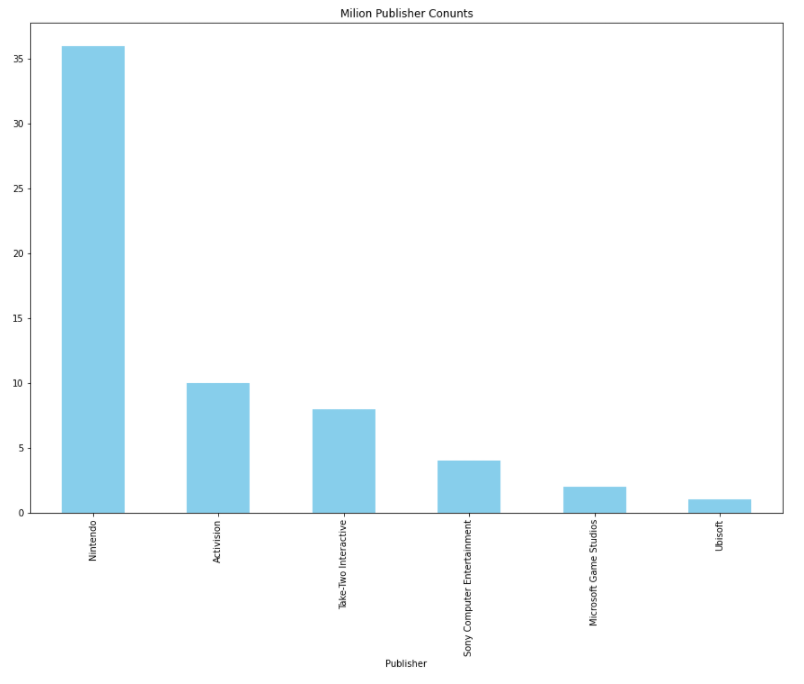 Milion Publisher Conunts
35
30
25
20
15
10
5
0
Nintendo
Activision
Take-Two Interactive
Sony Computer Entertainment
Microsoft Game Studios
Ubisoft
Publisher